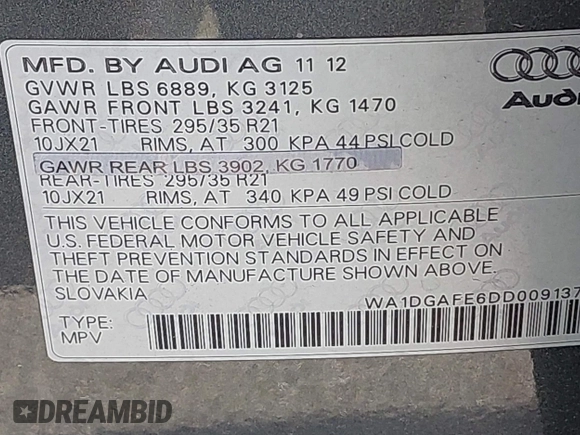 MFD. BY AUDI AG 11 12
GVWR LBS 6889, KG 3125
GAWR FRONT LBS 3241, KG 1470
FRONT-TIRES 295/35 R21
10JX21 RIMS, AT 300 KPA 44 PSI COLD
GAWR REAR LBS 3902, KG 1770
REAR-TIRES 295/35 R21
10JX21 RIMS, AT 340 KPA 49 PSI COLD
THIS VEHICLE CONFORMS TO ALL APPLICABLE
U.S. FEDERAL MOTOR VEHICLE SAFETY AND
THEFT PREVENTION STANDARDS IN EFFECT ON
THE DATE OF MANUFACTURE SHOWN ABOVE.
SLOVAKIA
WA1DGAFE6DD009137
TYPE:
MPV
Audi
DREAMBID